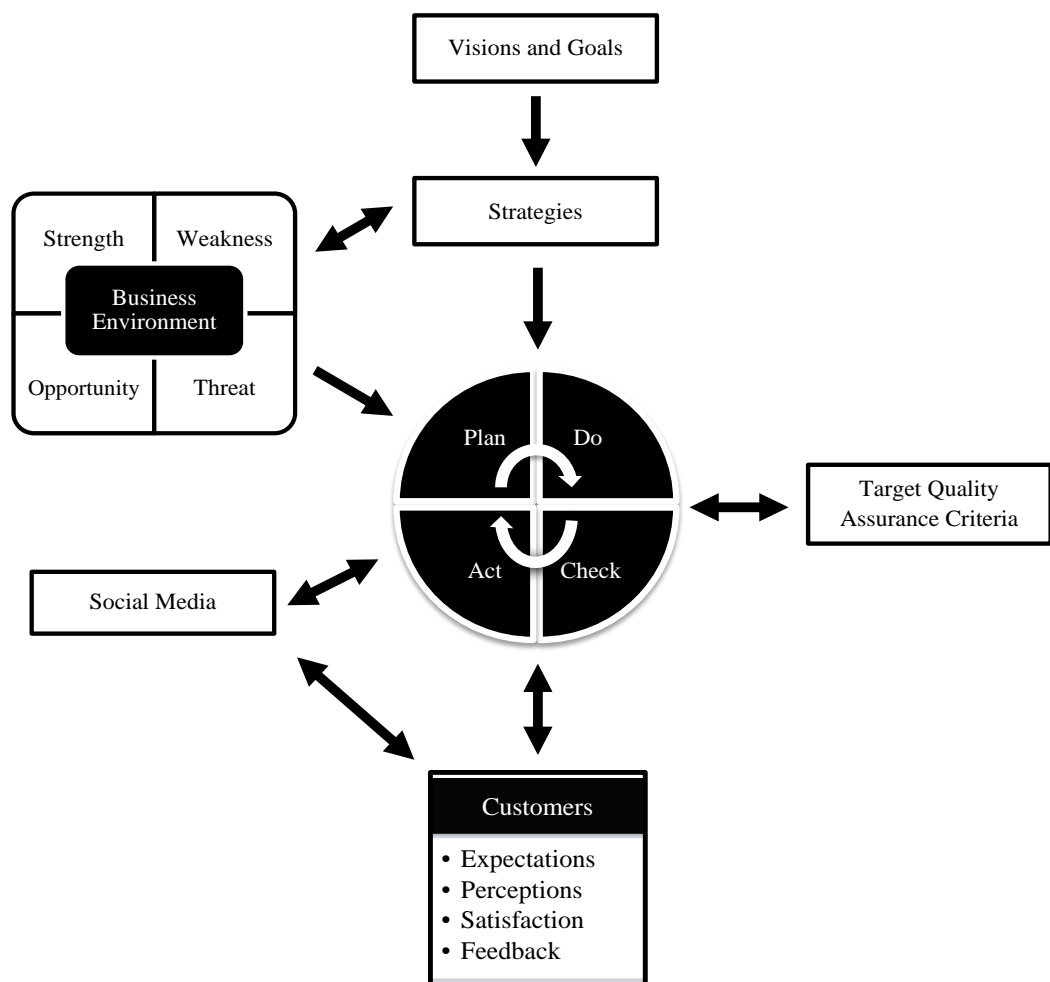 Visions and Goals
Strategies
Strength
Weakness
Business
Environment
Opportunity
Threat
Plan
Do
Act
Check
Target Quality
Assurance Criteria
Social Media
Customers
• Expectations
• Perceptions
• Satisfaction
• Feedback